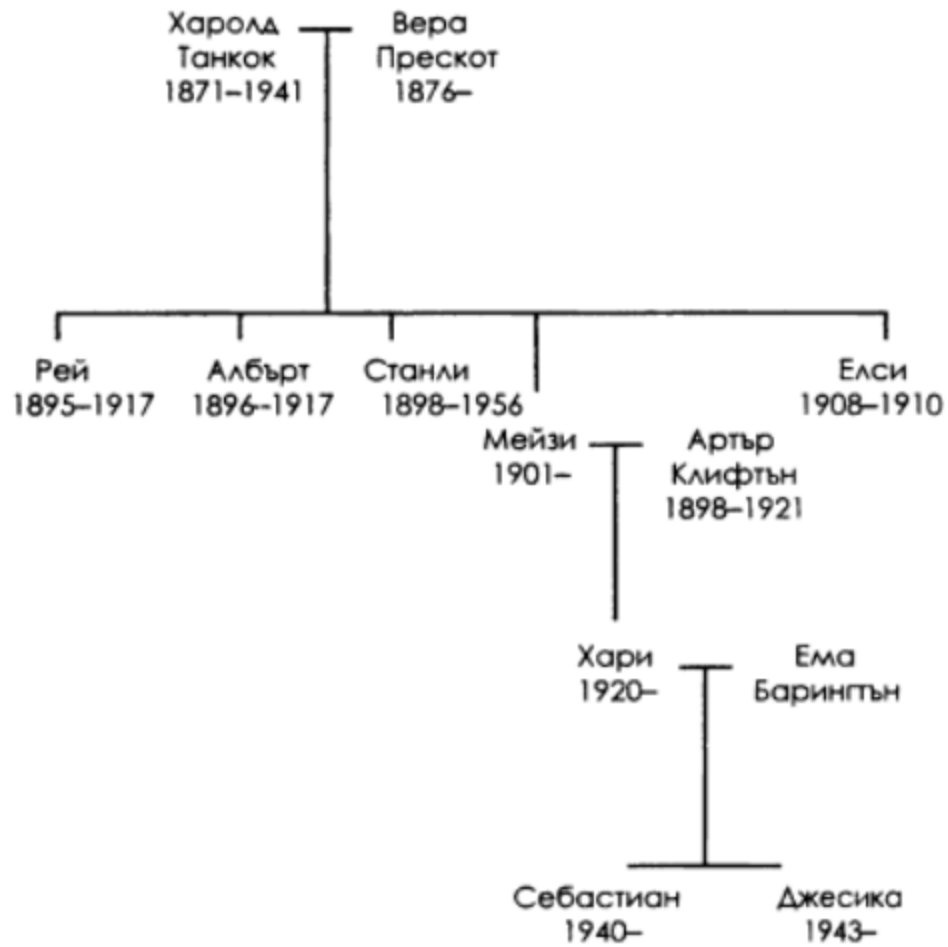 Харолд Вера
Танкок Прескот
1871–1941 1876–
Рей Албърт Станли Елси
1895–1917 1896--1917 1898–1956 1908–1910
Мейзи Артър
1901– Клифтън
1898–1921
Хари Ема
1920– Барингтън
Себастиан Джесика
1940– 1943–